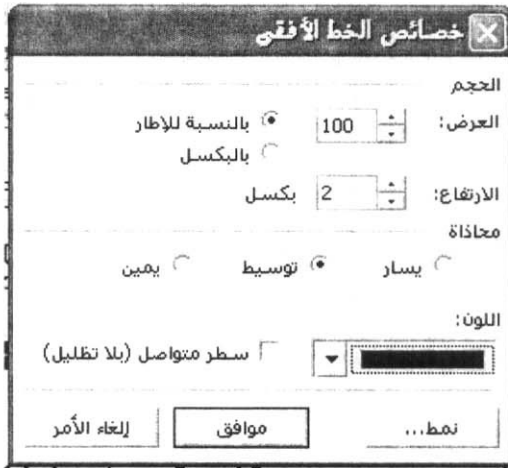 خصائص الخط الأفقي
الحجم
العرض: 100 بالنسبة للإطار
بالبكسل
الارتفاع: 2 بكسل
محاذاة
يسار توسيط يمين
اللون:
سطر متواصل (بلا تظليل)
نمط... موافق إلغاء الأمر